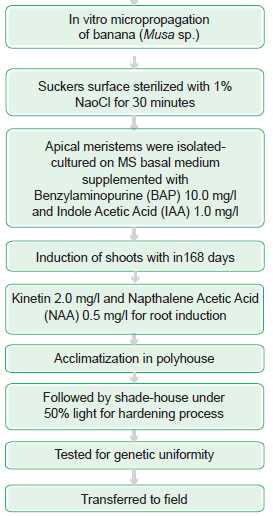 In vitro micropropagation
of banana (Musa sp.)
Suckers surface sterilized with 1%
NaoCl for 30 minutes
Apical meristems were isolated-
cultured on MS basal medium
supplemented with
Benzylaminopurine (BAP) 10.0 mg/l
and Indole Acetic Acid (IAA) 1.0 mg/l
Induction of shoots with in168 days
Kinetin 2.0 mg/l and Napthalene Acetic Acid
(NAA) 0.5 mg/l for root induction
Acclimatization in polyhouse
Followed by shade-house under
50% light for hardening process
Tested for genetic uniformity
Transferred to field